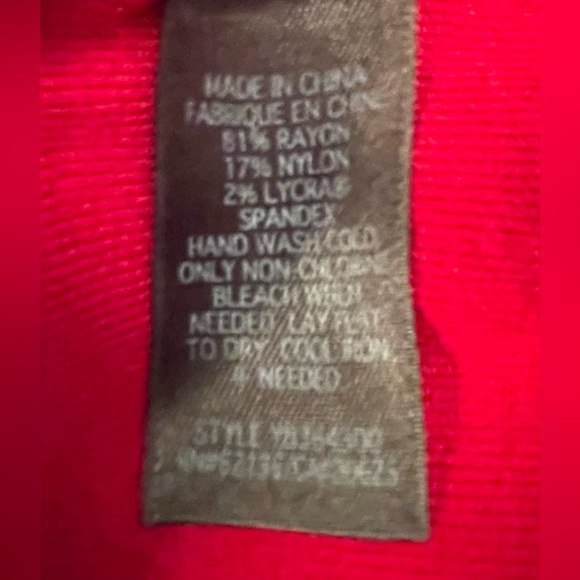 MADE IN CHINA
FABRIQUE EN CHINE
81% RAYON
17% NYLON
2% LYCRA®
SPANDEX
HAND WASH COLD
ONLY NON-CHLORINE
BLEACH WHEN
NEEDED LAY FLAT
TO DRY COOL IRON
NEEDED
STYLE